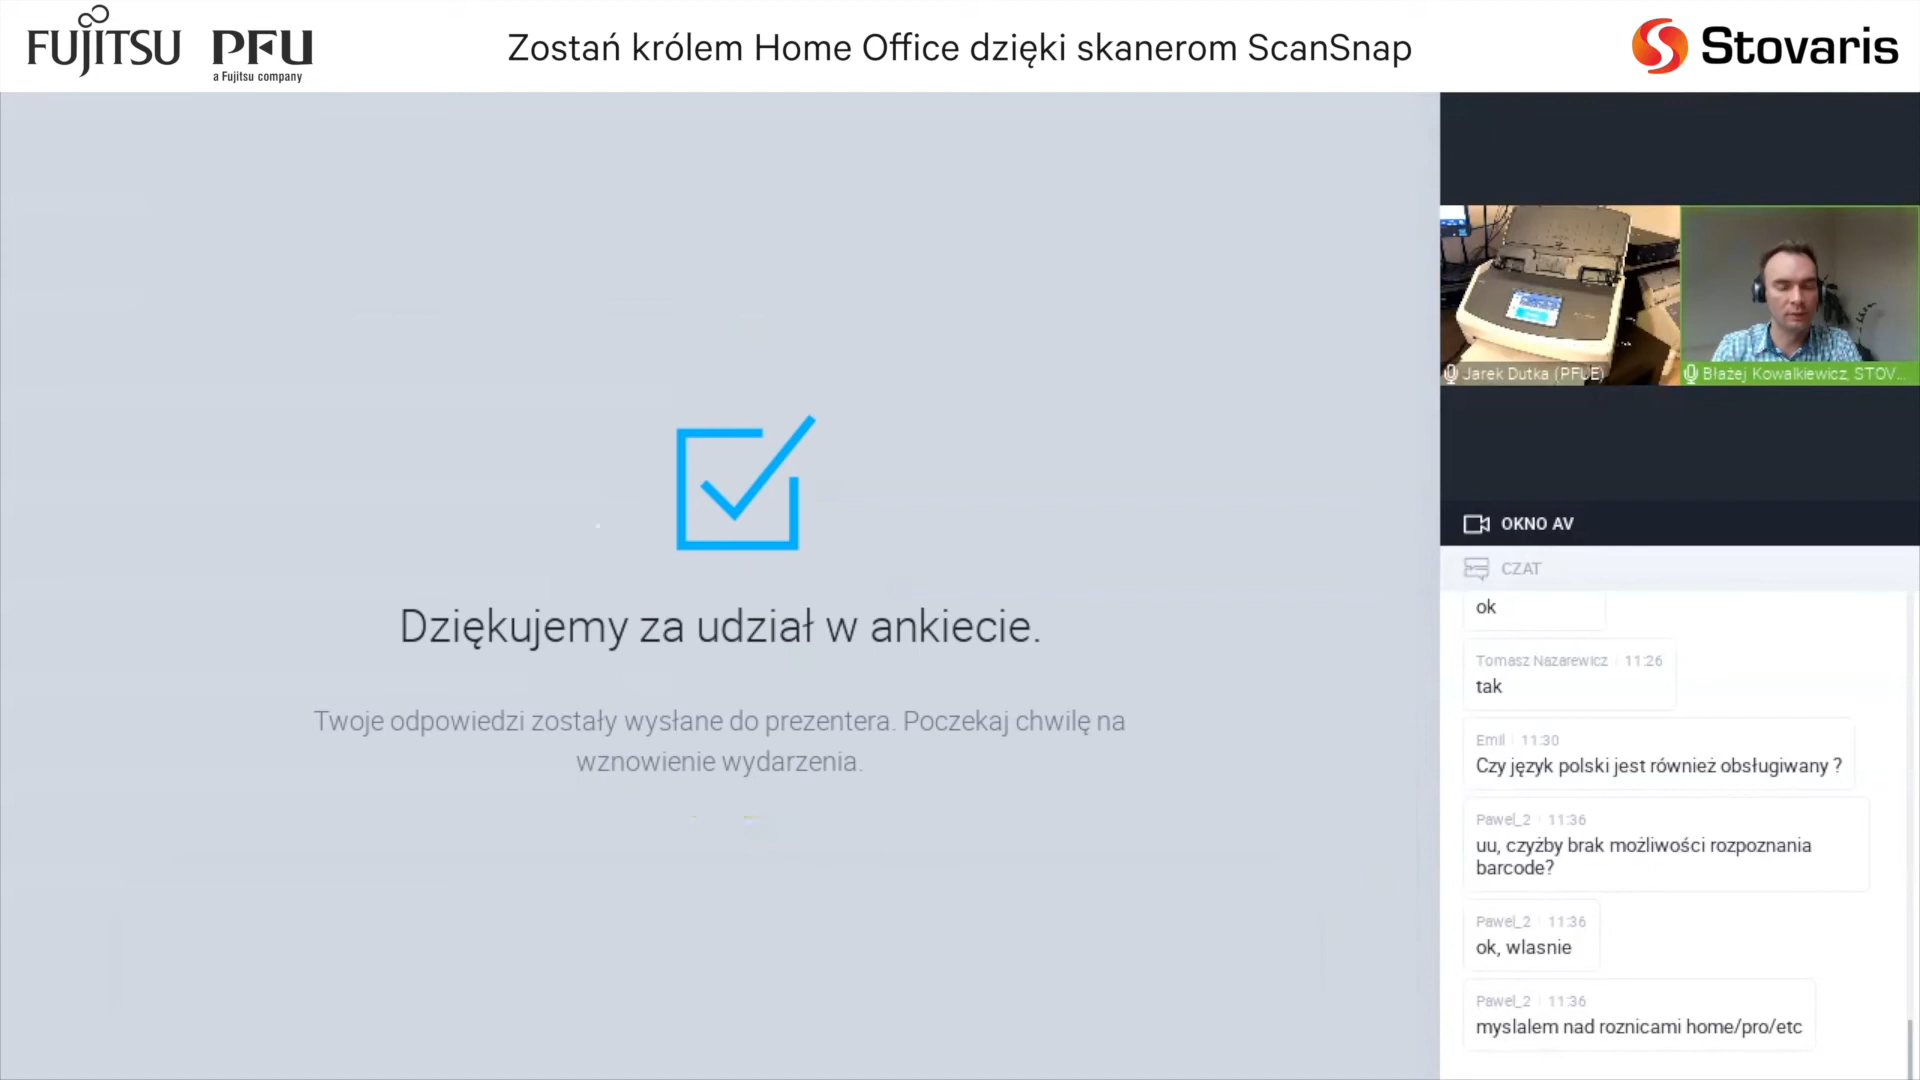 FUJITSU
PFU
a Fujitsu company
Zostań królem Home Office dzięki skanerom ScanSnap
Stovaris
Dziękujemy za udział w ankiecie.
Twoje odpowiedzi zostały wysłane do prezentera. Poczekaj chwilę na
wznowienie wydarzenia.
Jarek Dutka (PFUE)
Błażej Kowalkiewicz, STOV...
OKNO AV
CZAT
ok
Tomasz Nazarewicz 11:26
tak
Emil 11:30
Czy język polski jest również obsługiwany ?
Pawel_2 11:36
uu, czyżby brak możliwości rozpoznania
barcode?
Pawel_2 11:36
ok, wlasnie
Pawel_2 11:36
myslalem nad roznicami home/pro/etc